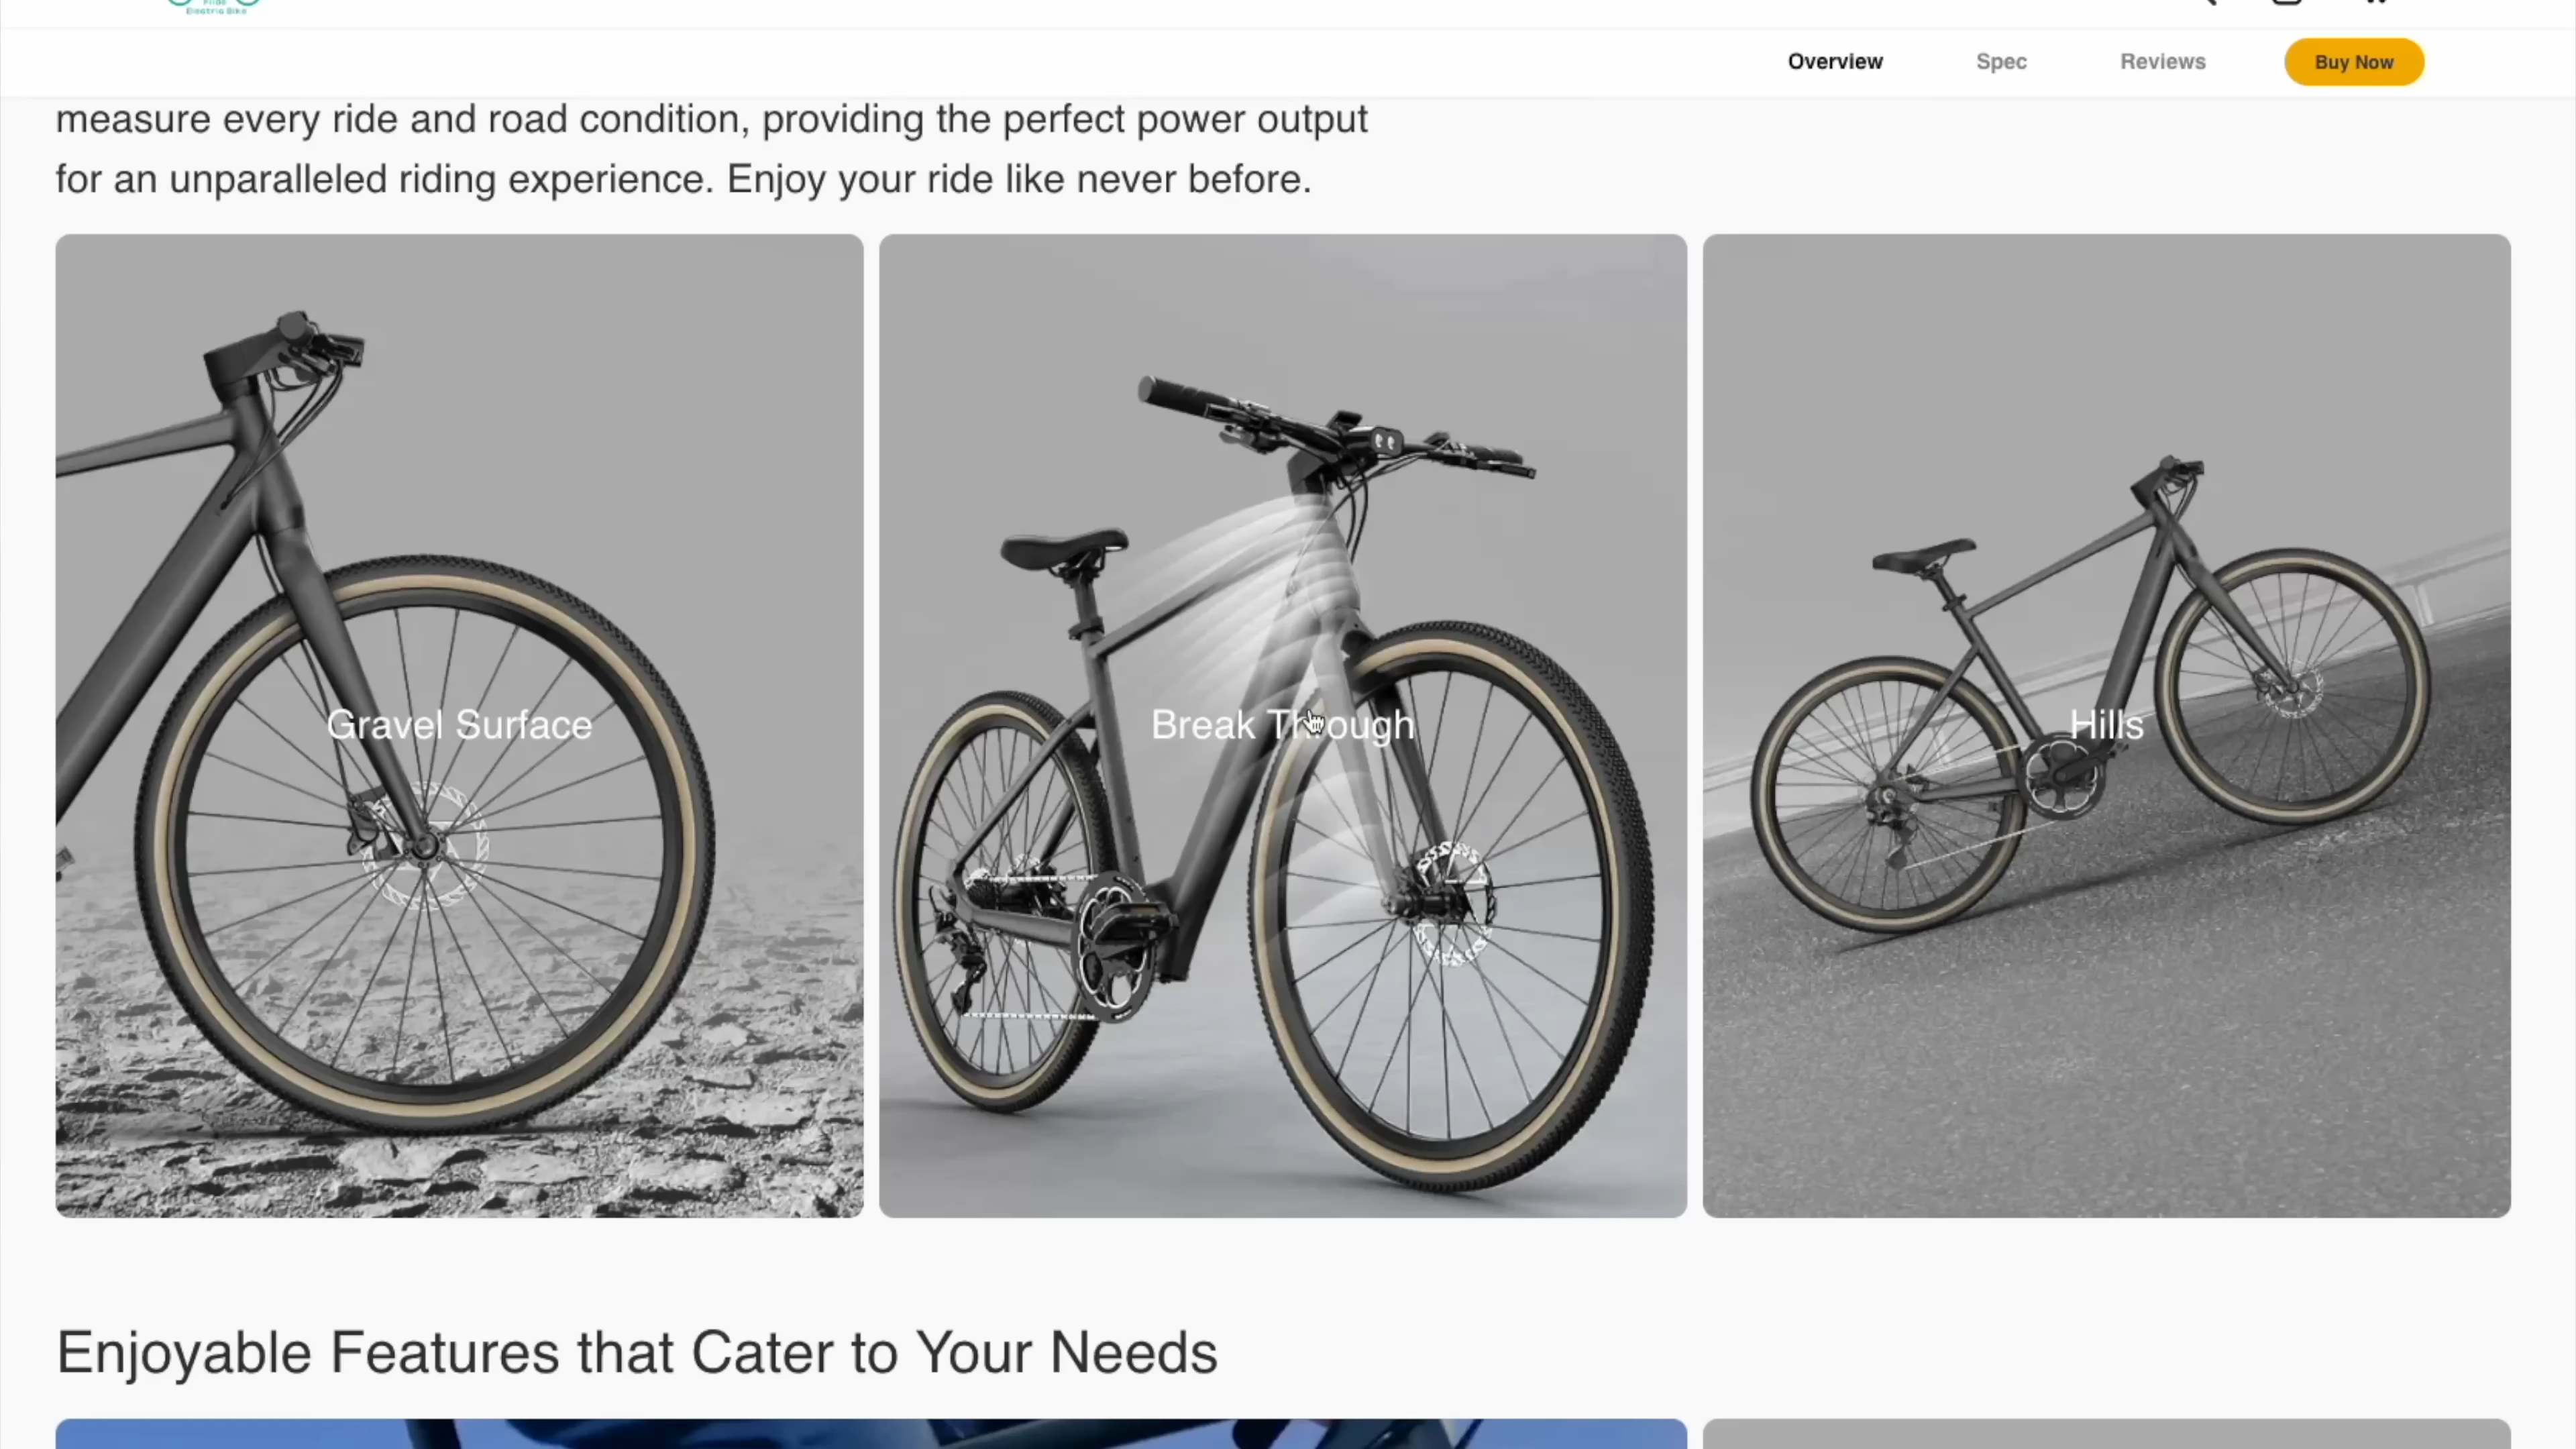 Electric Bike
Overview
Spec
Reviews
Buy Now
measure every ride and road condition, providing the perfect power output
for an unparalleled riding experience. Enjoy your ride like never before.
Gravel Surface
Break Through
Hills
Enjoyable Features that Cater to Your Needs